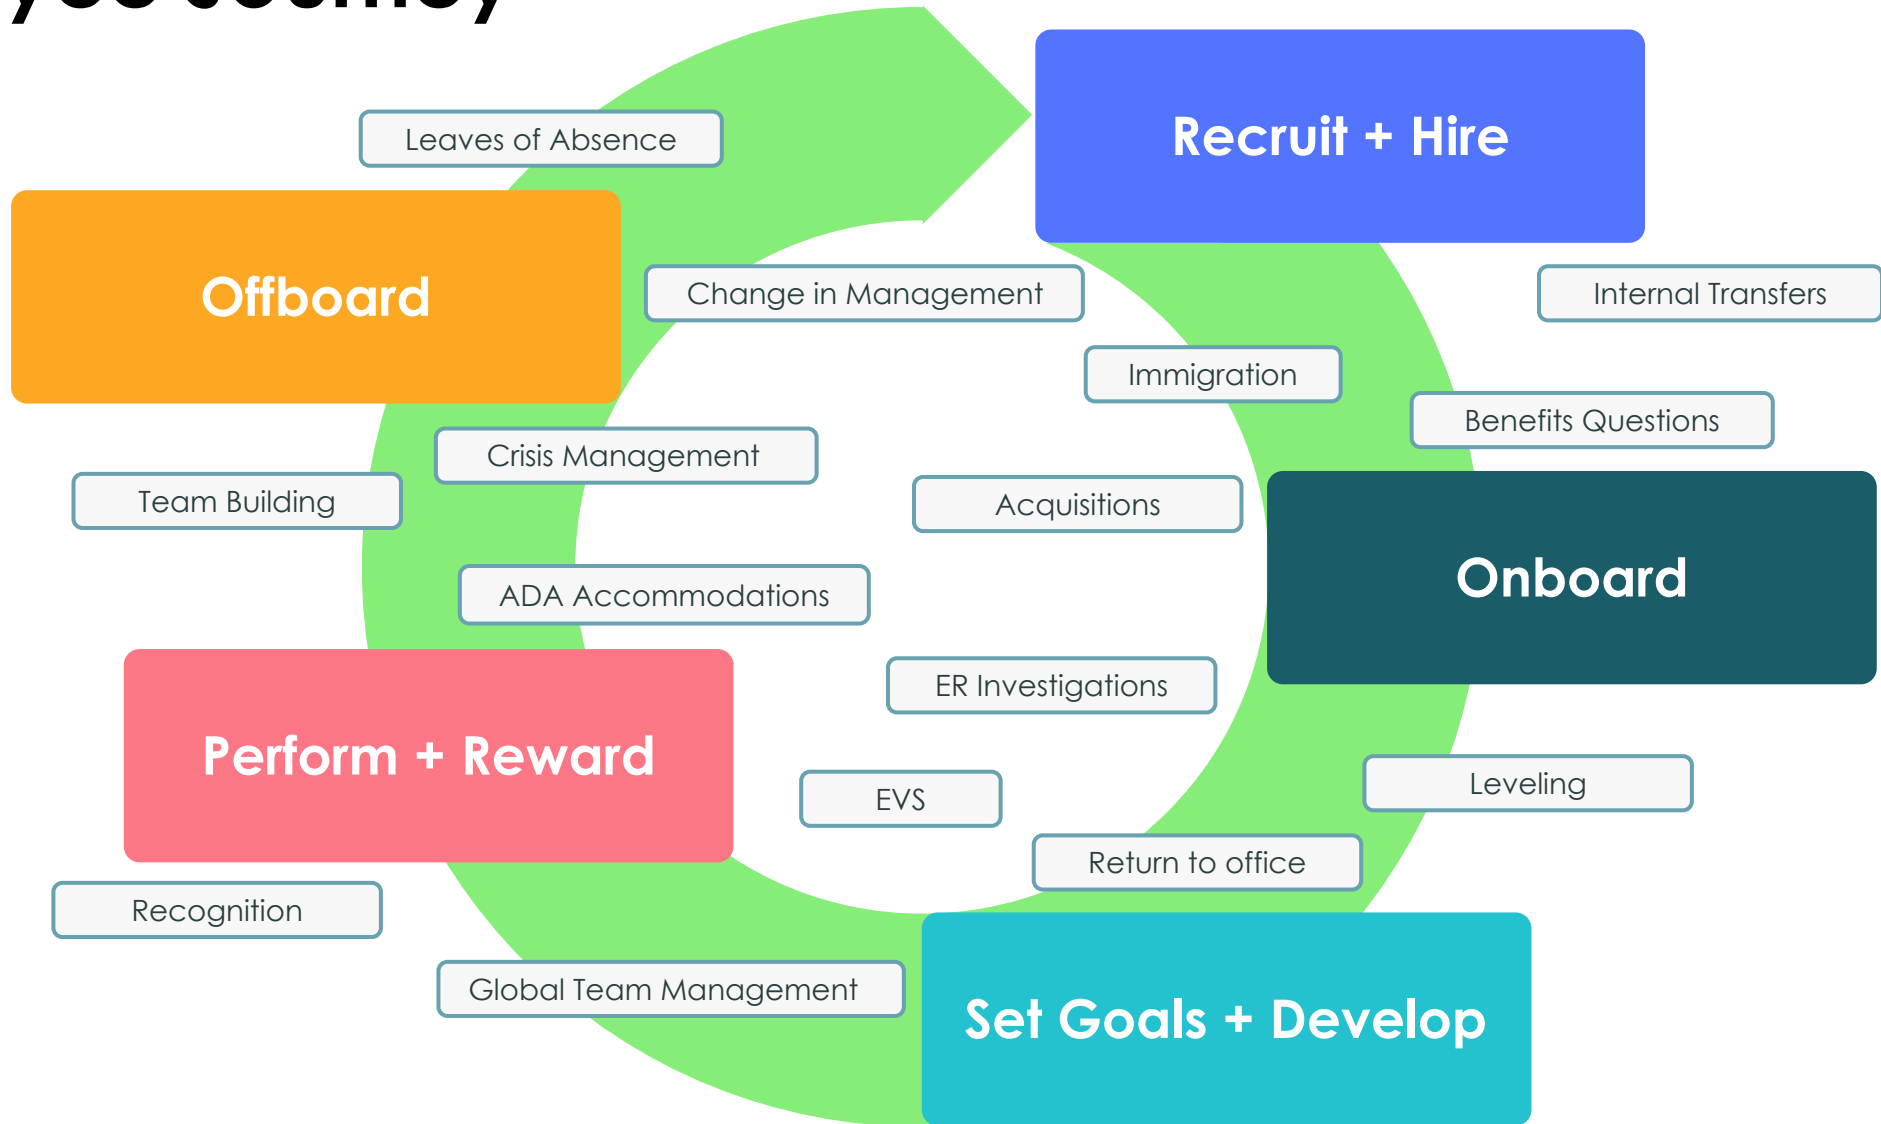 Recruit + Hire
Leaves of Absence
Offboard
Change in Management
Internal Transfers
Immigration
Benefits Questions
Crisis Management
Team Building
Acquisitions
Onboard
ADA Accommodations
ER Investigations
Perform + Reward
EVS
Leveling
Return to office
Recognition
Global Team Management
Set Goals + Develop